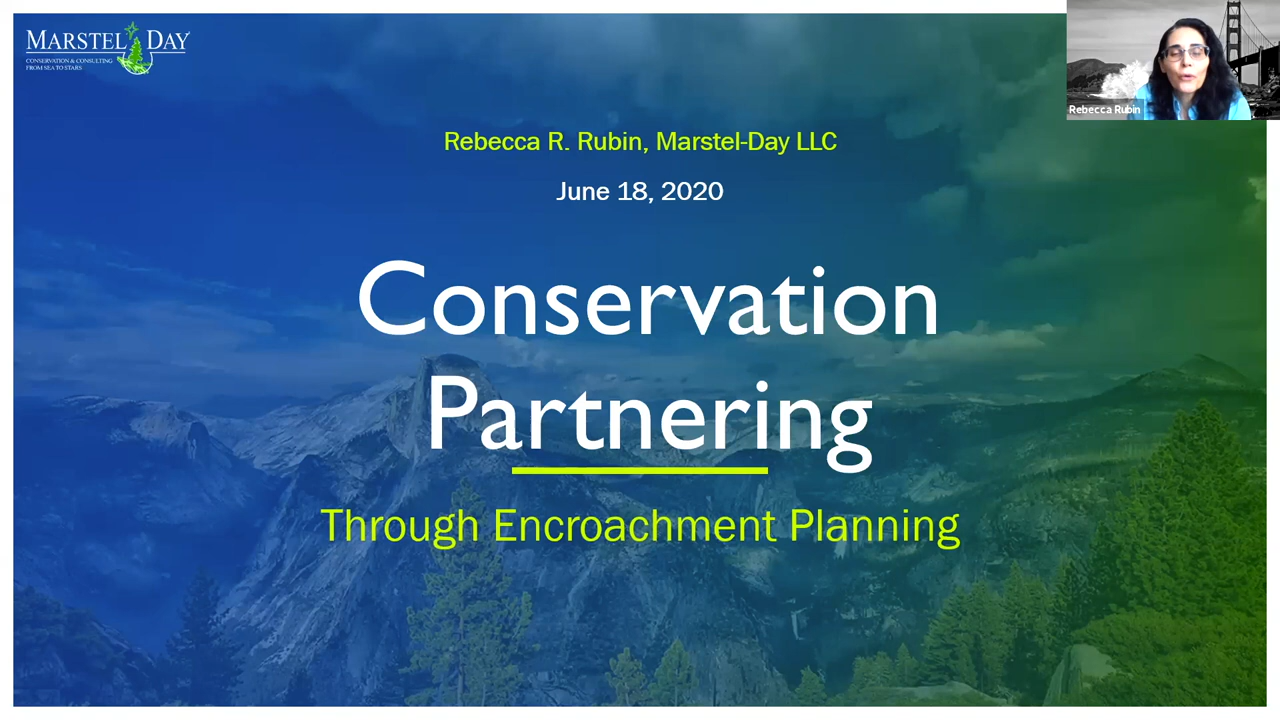 MARSTEL DAY
CONSERVATION & CONSULTING
FROM SEA TO STARS
Rebecca Rubin
Rebecca R. Rubin, Marstel-Day LLC
June 18, 2020
Conservation
Partnering
Through Encroachment Planning